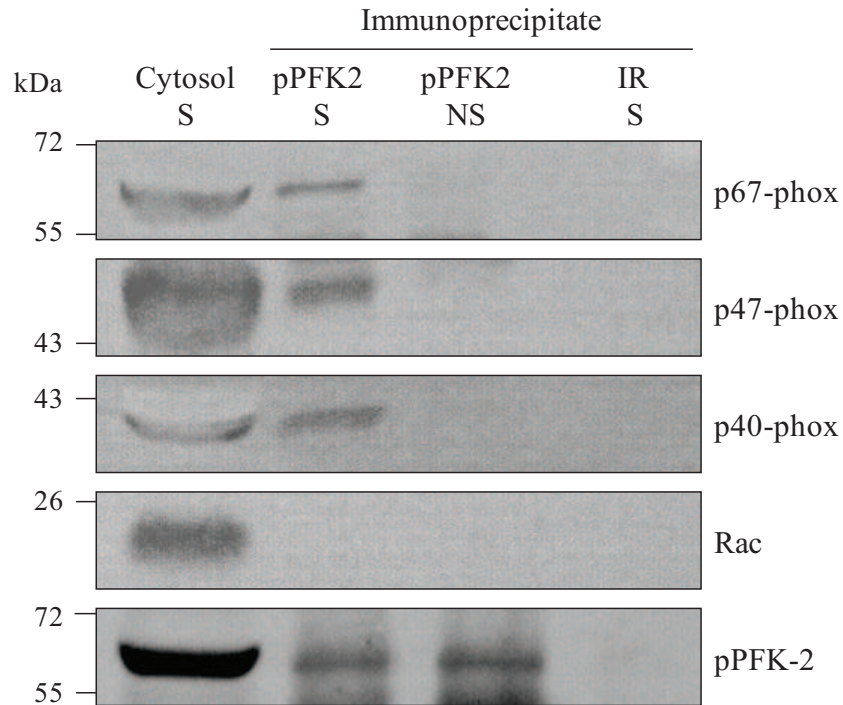 Immunoprecipitate
kDa Cytosol pPFK2 pPFK2 IR
S S NS S
72
p67-phox
55
p47-phox
43
43
p40-phox
26
Rac
72
pPFK-2
55